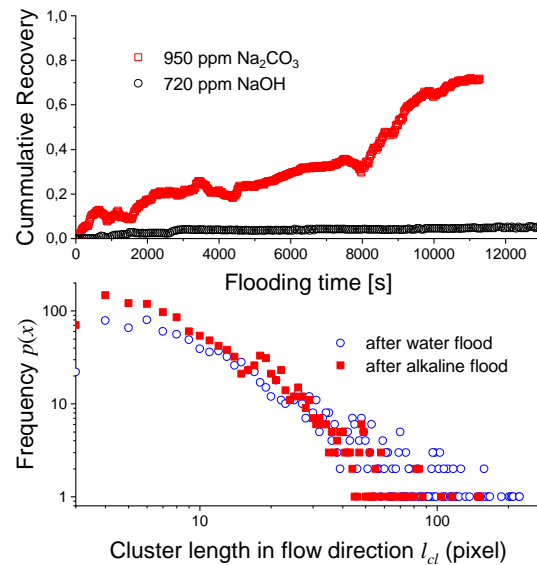 1,0
0,8
0,6
0,4
0,2
0,0
Cummulative Recovery
950 ppm Na₂CO₃
720 ppm NaOH
0 2000 4000 6000 8000 10000 12000
Flooding time [s]
100
10
1
Frequency p(x)
after water flood
after alkaline flood
10 100
Cluster length in flow direction l_cl (pixel)